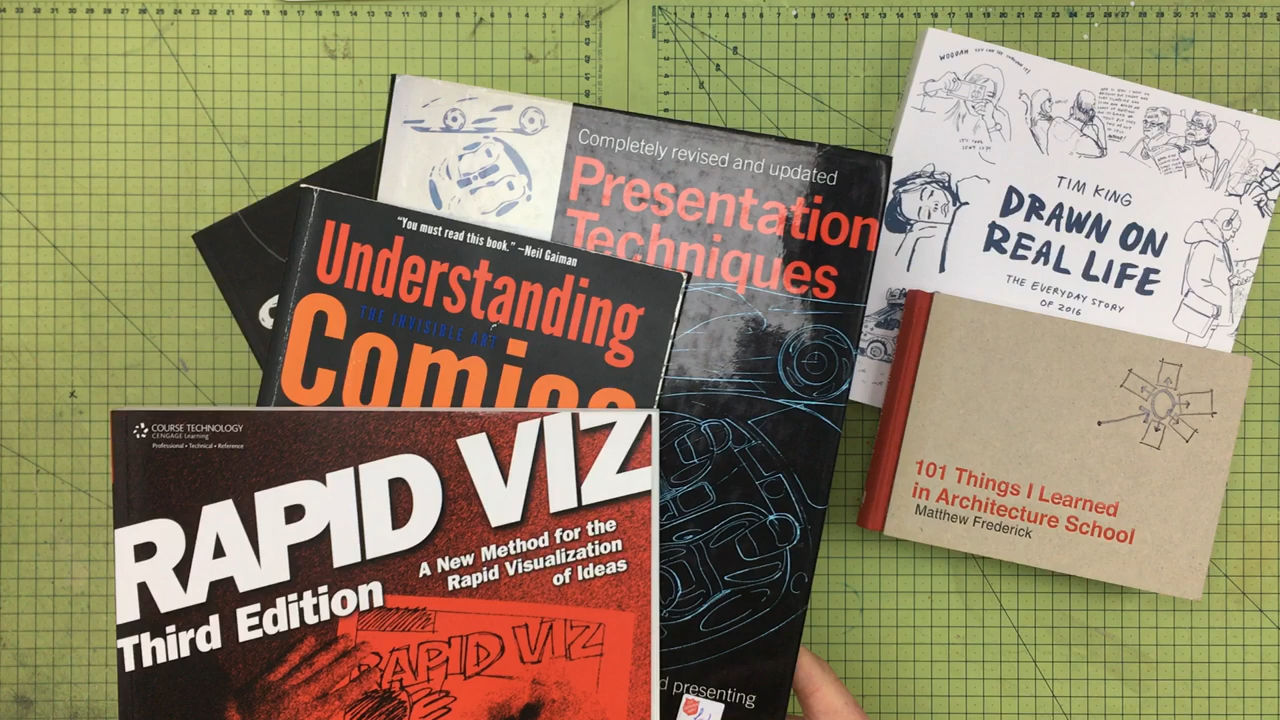 Completely revised and updated
Presentation
Techniques
d presenting
"You must read this book." –Neil Gaiman
Understanding
THE INVISIBLE ART
Comics
COURSE TECHNOLOGY
CENGAGE Learning
Professional • Technical • Reference
RAPID VIZ
Third Edition
A New Method for the
Rapid Visualization
of Ideas
RAPID VIZ
WOOOAH
TIM KING
DRAWN ON
REAL LIFE
THE EVERYDAY STORY
OF 2016
101 Things I Learned
in Architecture School
Matthew Frederick